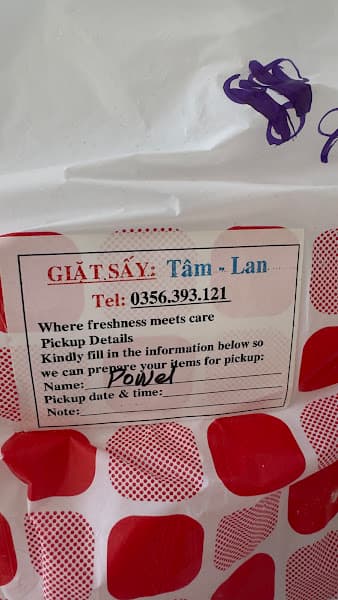 GIẶT SẤY: Tâm - Lan
Tel: 0356.393.121
Where freshness meets care
Pickup Details
Kindly fill in the information below so
we can prepare your items for pickup:
Name: Powel
Pickup date & time:
Note: